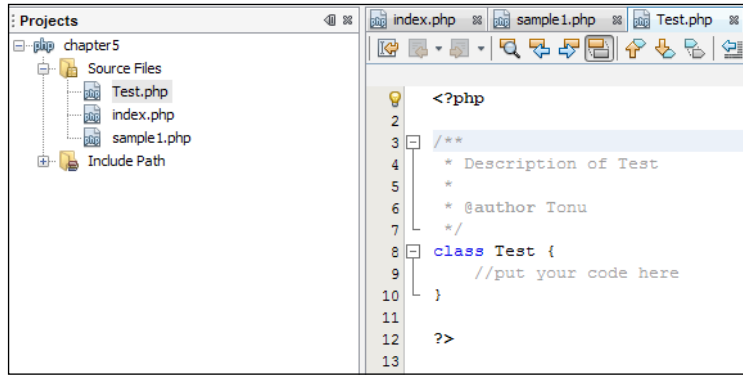 Projects
php chapter5
Source Files
Test.php
index.php
sample1.php
Include Path
index.php sample1.php Test.php
<?php
2
3 /**
4 * Description of Test
5 *
6 * @author Tonu
7 */
8 class Test {
9 //put your code here
10 }
11
12 ?>
13